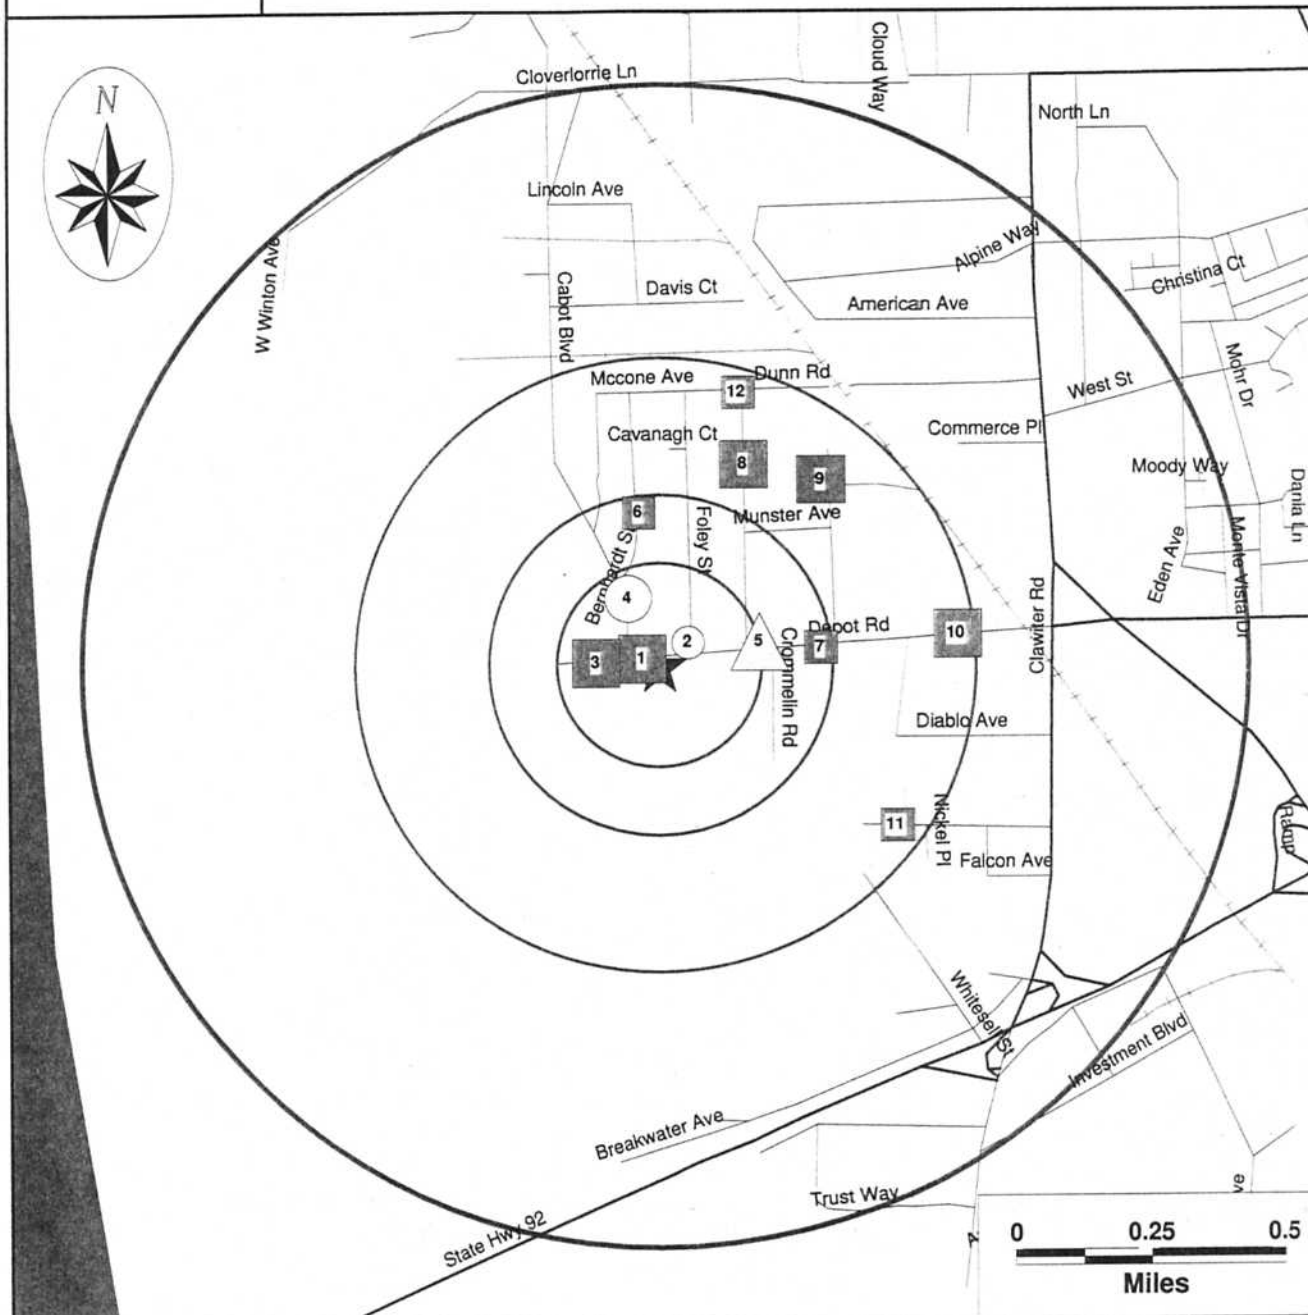 Cloverlorrie Ln
Cloud Way
N
North Ln
Lincoln Ave
Alpine Way
W Winton Ave
Cabot Blvd
Davis Ct
Christina Ct
American Ave
Mccone Ave
12
Dunn Rd
West St
Mohr Dr
Cavanagh Ct
Commerce Pl
8
9
Moody Way
Dania Ln
6
Foley St
Munster Ave
Monte Vista Dr
Eden Ave
4
Depot Rd
Clawiter Rd
3
1
2
5
7
10
Crommelin Rd
Diablo Ave
11
Nickel Pl
Ramp
Falcon Ave
Whitesell St
Investment Blvd
Breakwater Ave
Trust Way
ve
State Hwy 92
0 0.25 0.5
Miles